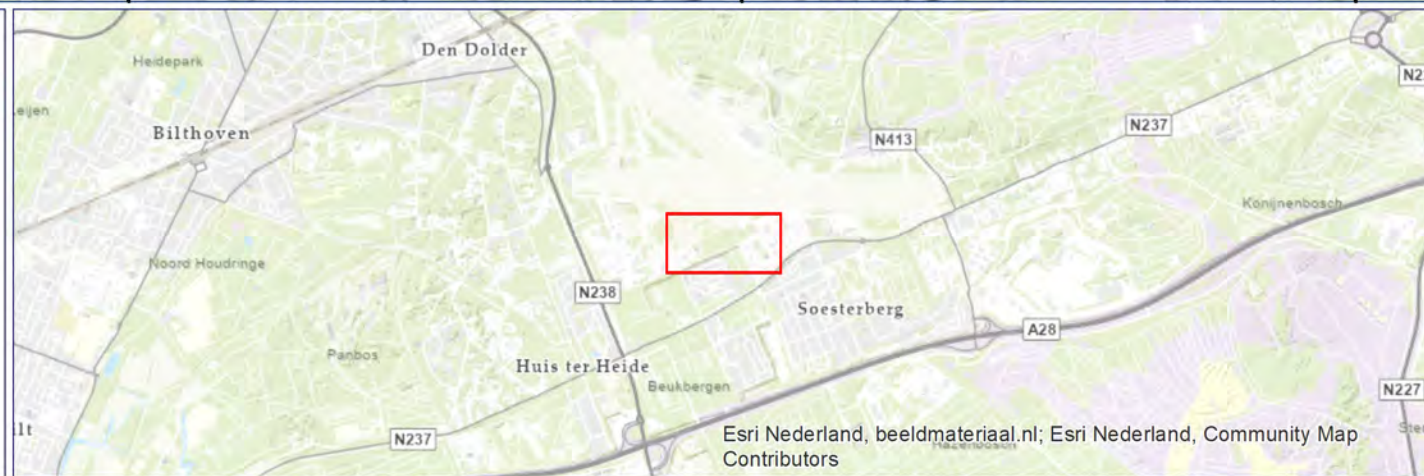 Den Dolder
Heidepark
N2
Bilthoven
N237
N413
Konijnenbosch
Noord Houdringe
N238
Soesterberg
A28
Panbos
Huis ter Heide
Beukbergen
N227
N237
Esri Nederland, beeldmateriaal.nl; Esri Nederland, Community Map
Contributors